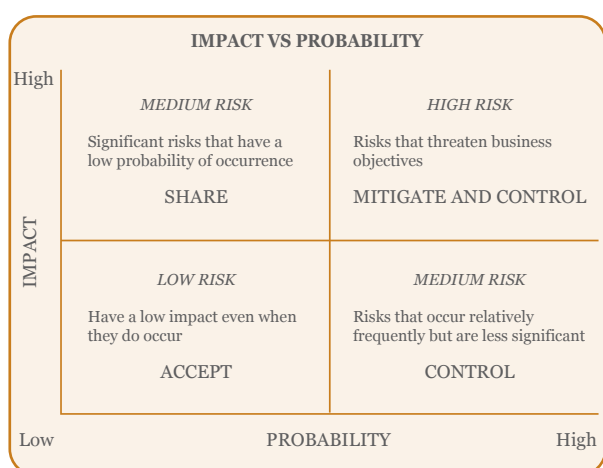 IMPACT VS PROBABILITY
High
MEDIUM RISK
Significant risks that have a
low probability of occurrence
SHARE
HIGH RISK
Risks that threaten business
objectives
MITIGATE AND CONTROL
IMPACT
LOW RISK
Have a low impact even when
they do occur
ACCEPT
MEDIUM RISK
Risks that occur relatively
frequently but are less significant
CONTROL
Low
PROBABILITY
High